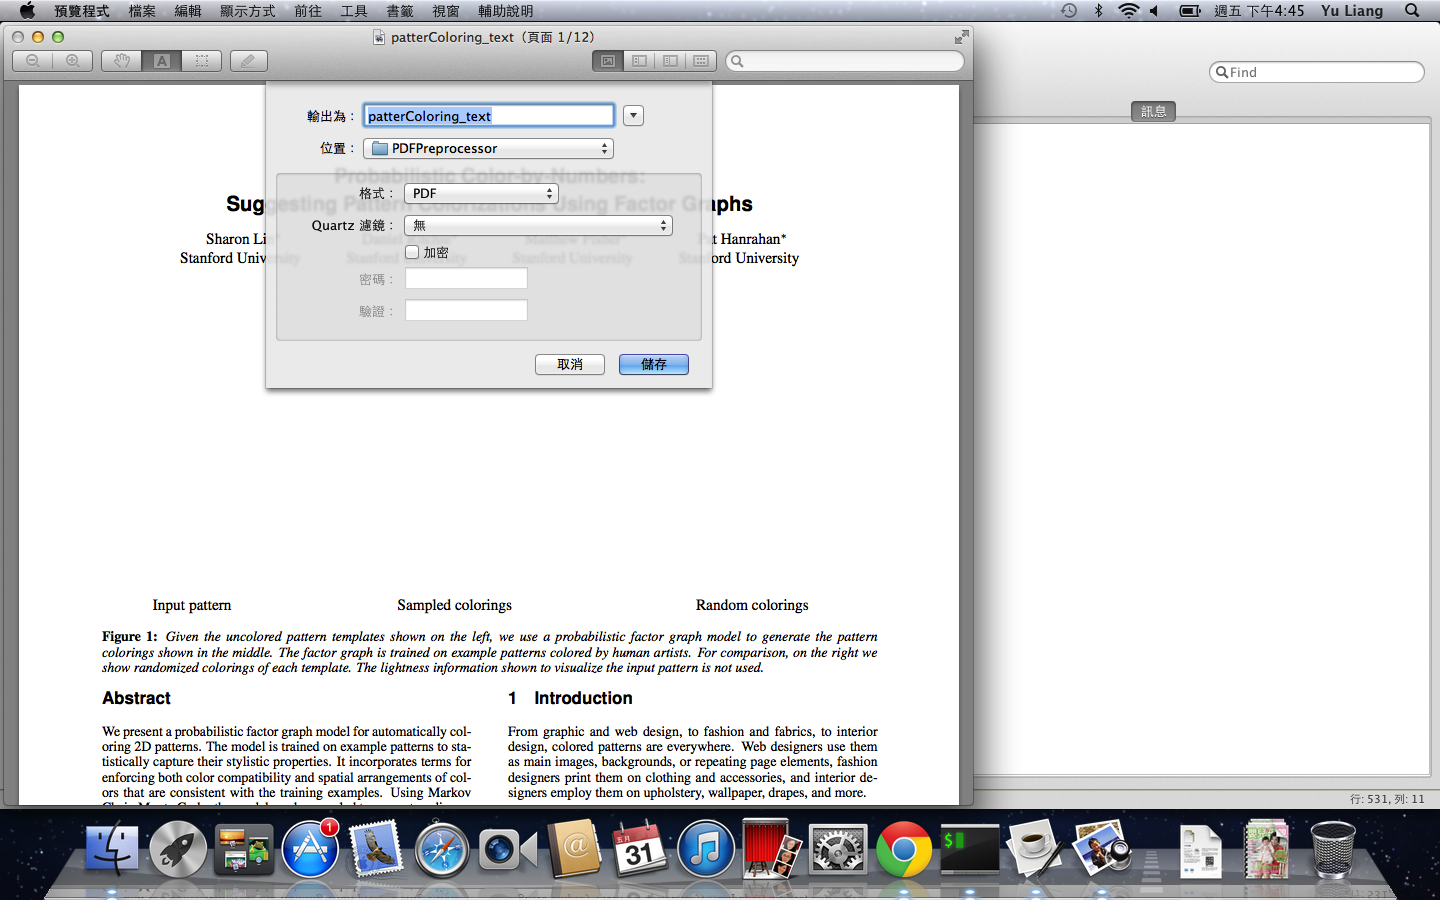 預覽程式 檔案 編輯 顯示方式 前往 工具 書籤 視窗 輔助說明 週五 下午4:45 Yu Liang
patterColoring_text（頁面 1/12）
A
Find
訊息
輸出為： patterColoring_text
位置： PDFPreprocessor
Probabilistic Color-by-Numbers:
Suggesting Pattern Colorizations Using Factor Graphs
格式： PDF
Quartz 濾鏡： 無
Sharon Lin* Matthew Fisher* Pat Hanrahan*
Stanford University Stanford University Stanford University Stanford University
加密
密碼：
驗證：
取消 儲存
Input pattern Sampled colorings Random colorings
Figure 1: Given the uncolored pattern templates shown on the left, we use a probabilistic factor graph model to generate the pattern
colorings shown in the middle. The factor graph is trained on example patterns colored by human artists. For comparison, on the right we
show randomized colorings of each template. The lightness information shown to visualize the input pattern is not used.
Abstract
We present a probabilistic factor graph model for automatically col-
oring 2D patterns. The model is trained on example patterns to sta-
tistically capture their stylistic properties. It incorporates terms for
enforcing both color compatibility and spatial arrangements of col-
ors that are consistent with the training examples. Using Markov
1 Introduction
From graphic and web design, to fashion and fabrics, to interior
design, colored patterns are everywhere. Web designers use them
as main images, backgrounds, or repeating page elements, fashion
designers print them on clothing and accessories, and interior de-
signers employ them on upholstery, wallpaper, drapes, and more.
行: 531, 列: 11
1
五月
31
$